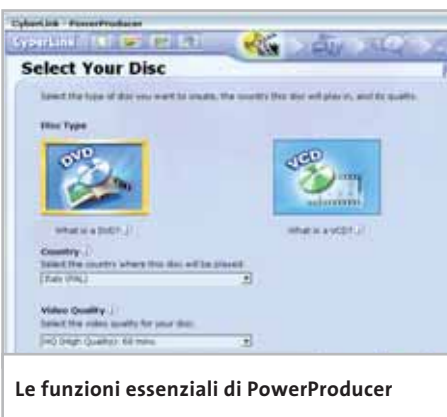 CyberLink - PowerProducer
CyberLink
Select Your Disc
Select the type of disc you want to create, the country this disc will play in, and its quality.
Disc Type
DVD
VCD
What is a DVD?
What is a VCD?
Country
Select the country where this disc will be played.
Italy (PAL)
Video Quality
Select the video quality for your disc.
HQ (High Quality): 60 mins
Le funzioni essenziali di PowerProducer